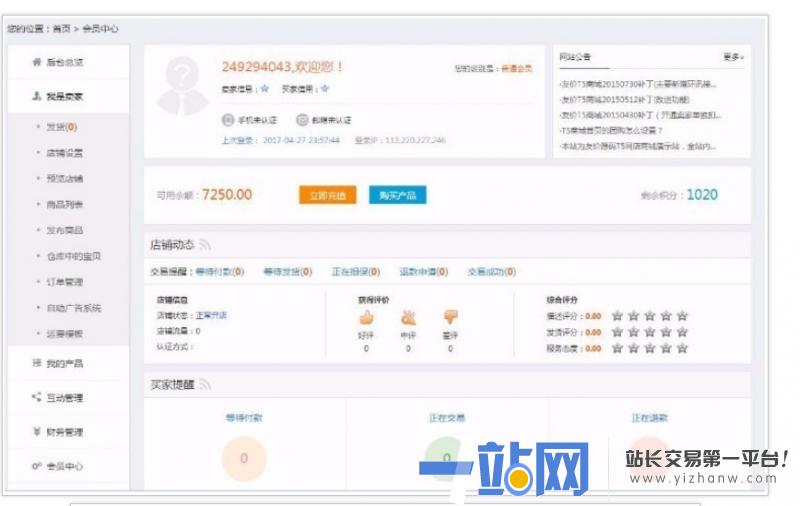 您的位置：首页 > 会员中心
后台总览
我是卖家
发货(0)
店铺设置
预览店铺
商品列表
发布商品
仓库中的宝贝
订单管理
自动广告系统
运费模板
我的产品
互动管理
财务管理
会员中心
249294043,欢迎您！
您的级别是：普通会员
卖家信用：
买家信用：
手机未认证
邮箱未认证
上次登录： 2017-04-27 23:57:44 登录IP：113.220.227.246
网站公告 更多»
·友价T5商城20150730补丁(主要新增环讯接...
·友价T5商城20150512补丁(改进功能)
·友价T5商城20150430补丁（开通卖家单独扣...
·T5商城首页的团购怎么设置？
·本站为友价源码T5网店商城演示站，全站内...
可用余额：7250.00
立即充值
购买产品
剩余积分：1020
店铺动态
交易提醒：等待付款(0) 等待发货(0) 正在担保(0) 退款申请(0) 交易成功(0)
店铺信息
店铺状态：正常开店
店铺流量：0
认证方式：
获得评价
好评 中评 差评
0 0 0
综合评分
描述评分：0.00
发货评分：0.00
服务态度：0.00
买家提醒
等待付款 正在交易 正在退款
0 0
一站网
站长交易第一平台！
www.yizhanw.com